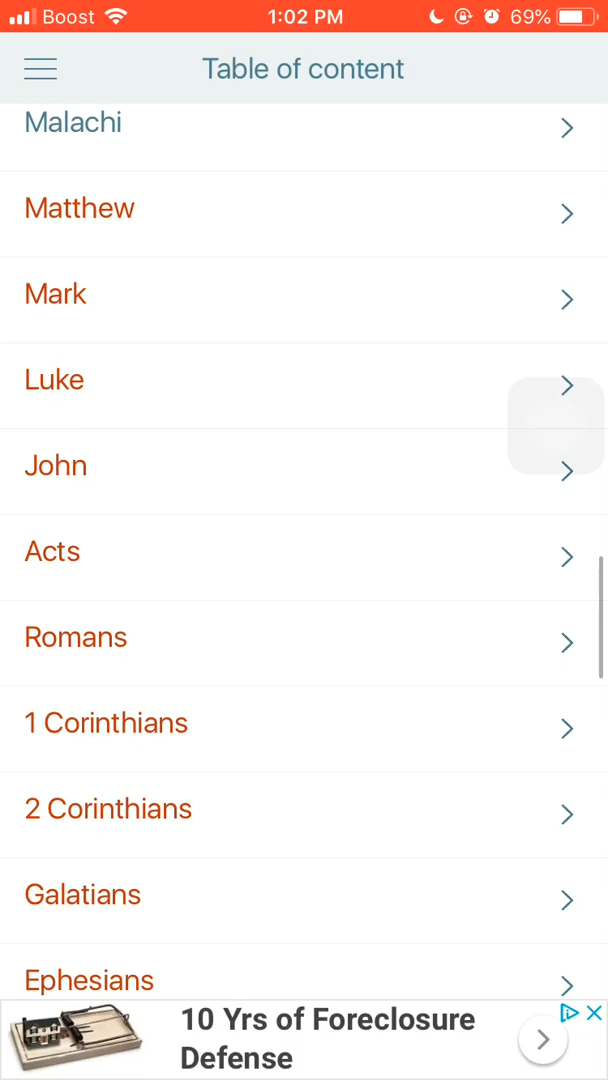 Boost 1:02 PM 69%
Table of content
Malachi
Matthew
Mark
Luke
John
Acts
Romans
1 Corinthians
2 Corinthians
Galatians
Ephesians
10 Yrs of Foreclosure
Defense